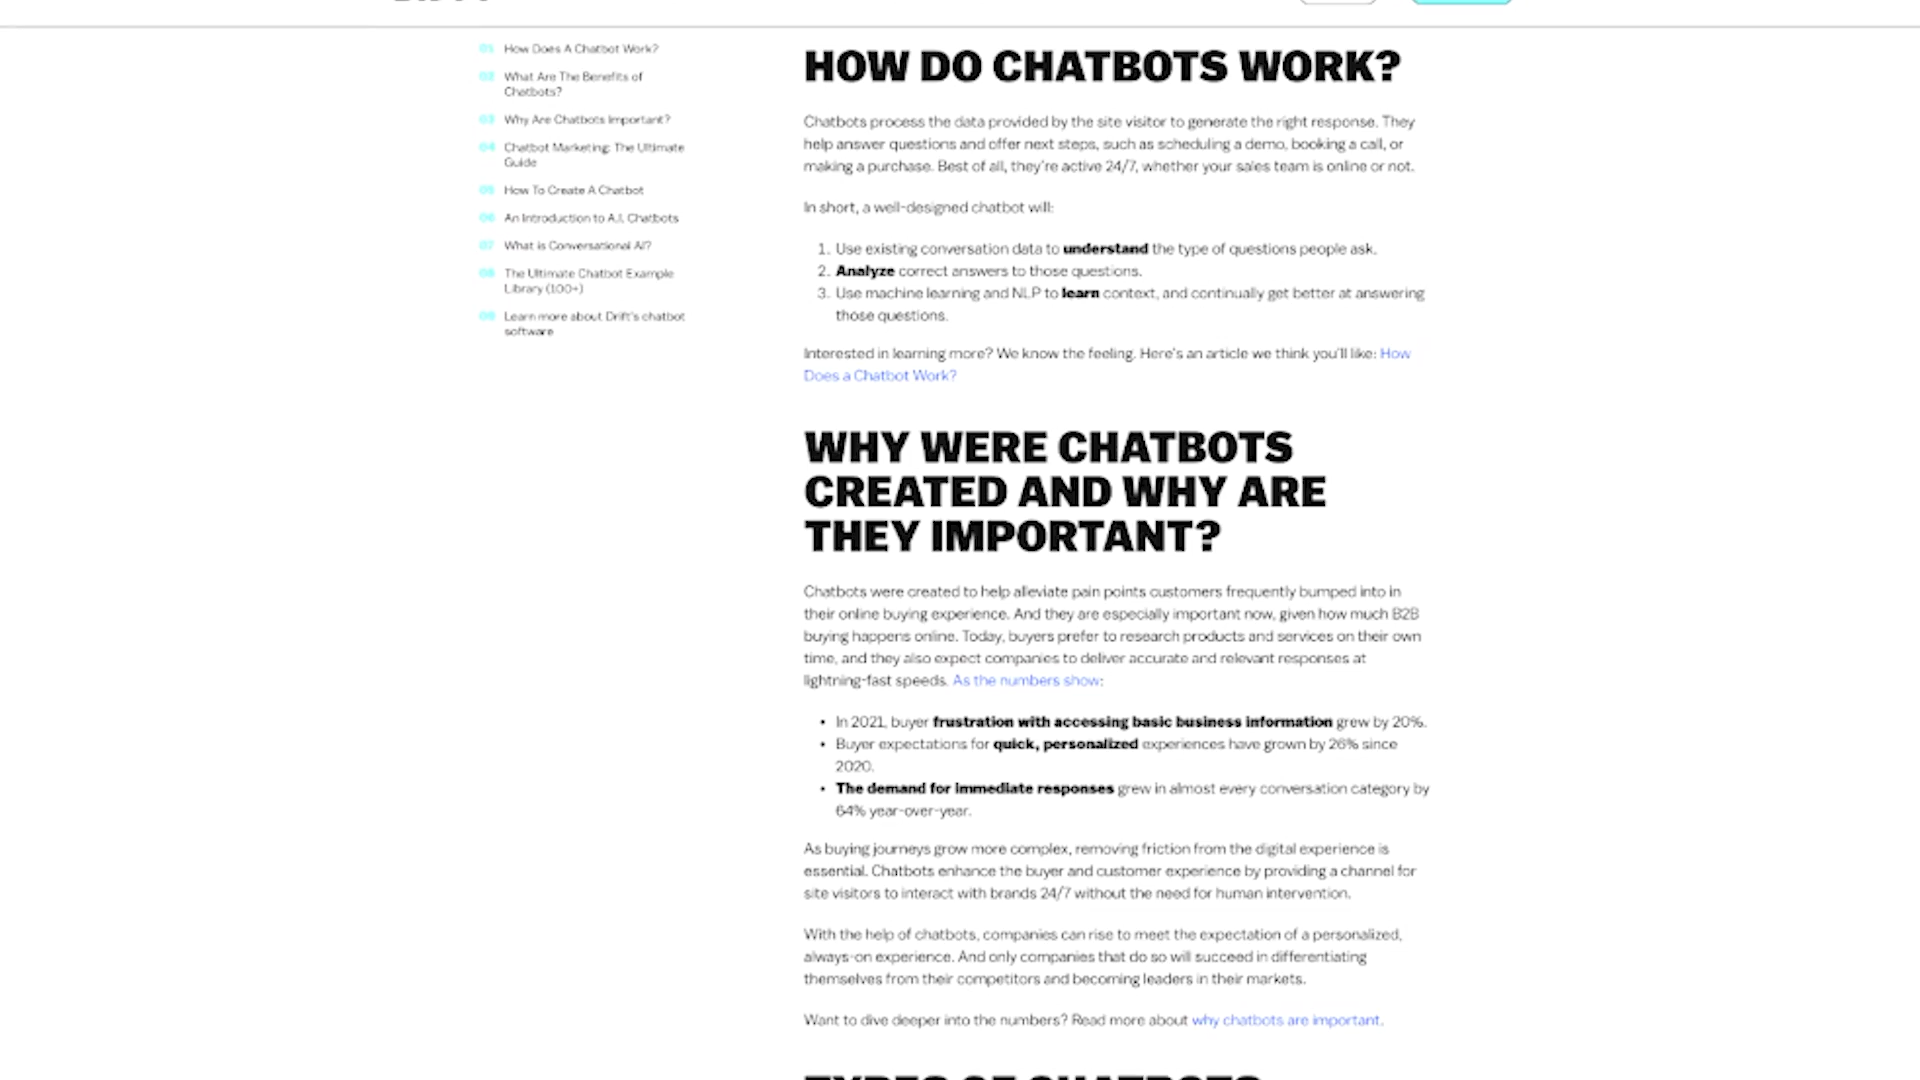 01 How Does A Chatbot Work?
02 What Are The Benefits of
Chatbots?
03 Why Are Chatbots Important?
04 Chatbot Marketing: The Ultimate
Guide
05 How To Create A Chatbot
06 An Introduction to A.I. Chatbots
07 What is Conversational AI?
08 The Ultimate Chatbot Example
Library (100+)
Learn more about Drift's chatbot
software
HOW DO CHATBOTS WORK?
Chatbots process the data provided by the site visitor to generate the right response. They
help answer questions and offer next steps, such as scheduling a demo, booking a call, or
making a purchase. Best of all, they're active 24/7, whether your sales team is online or not.
In short, a well-designed chatbot will:
1. Use existing conversation data to understand the type of questions people ask.
2. Analyze correct answers to those questions.
3. Use machine learning and NLP to learn context, and continually get better at answering
those questions.
Interested in learning more? We know the feeling. Here's an article we think you'll like: How
Does a Chatbot Work?
WHY WERE CHATBOTS
CREATED AND WHY ARE
THEY IMPORTANT?
Chatbots were created to help alleviate pain points customers frequently bumped into in
their online buying experience. And they are especially important now, given how much B2B
buying happens online. Today, buyers prefer to research products and services on their own
time, and they also expect companies to deliver accurate and relevant responses at
lightning-fast speeds. As the numbers show:
• In 2021, buyer frustration with accessing basic business information grew by 20%.
• Buyer expectations for quick, personalized experiences have grown by 26% since
2020.
• The demand for immediate responses grew in almost every conversation category by
64% year-over-year.
As buying journeys grow more complex, removing friction from the digital experience is
essential. Chatbots enhance the buyer and customer experience by providing a channel for
site visitors to interact with brands 24/7 without the need for human intervention.
With the help of chatbots, companies can rise to meet the expectation of a personalized,
always-on experience. And only companies that do so will succeed in differentiating
themselves from their competitors and becoming leaders in their markets.
Want to dive deeper into the numbers? Read more about why chatbots are important.
TYPES OF CHATBOTS